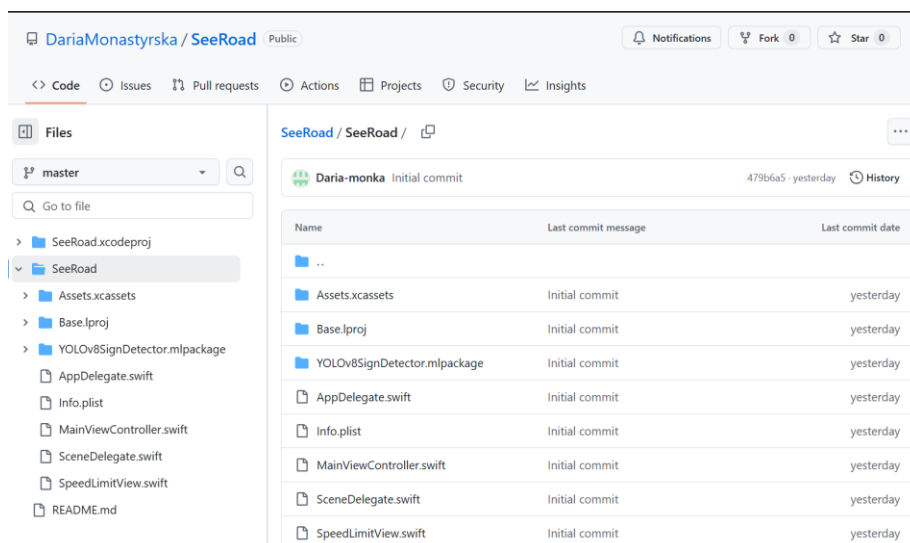 DariaMonastyrska / SeeRoad Public
Notifications
Fork 0
Star 0
Code
Issues
Pull requests
Actions
Projects
Security
Insights
Files
master
Go to file
SeeRoad.xcodeproj
SeeRoad
Assets.xcassets
Base.lproj
YOLOv8SignDetector.mlpackage
AppDelegate.swift
Info.plist
MainViewController.swift
SceneDelegate.swift
SpeedLimitView.swift
README.md
SeeRoad / SeeRoad /
Daria-monka Initial commit 479b6a5 · yesterday History
Name Last commit message Last commit date
..
Assets.xcassets Initial commit yesterday
Base.lproj Initial commit yesterday
YOLOv8SignDetector.mlpackage Initial commit yesterday
AppDelegate.swift Initial commit yesterday
Info.plist Initial commit yesterday
MainViewController.swift Initial commit yesterday
SceneDelegate.swift Initial commit yesterday
SpeedLimitView.swift Initial commit yesterday